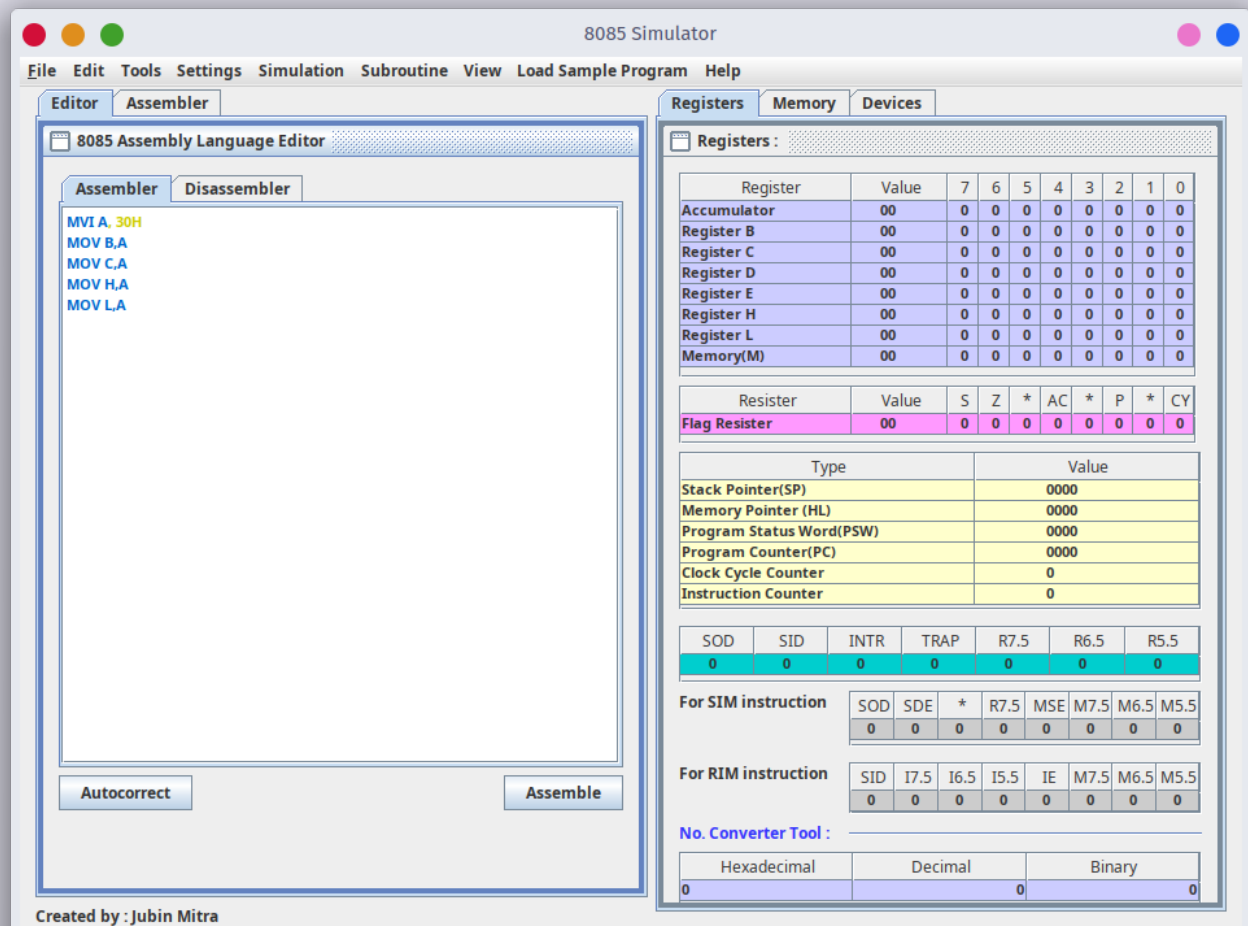 8085 Simulator
File Edit Tools Settings Simulation Subroutine View Load Sample Program Help
Editor Assembler
8085 Assembly Language Editor
Assembler Disassembler
MVI A, 30H
MOV B,A
MOV C,A
MOV H,A
MOV L,A
Autocorrect Assemble
Created by : Jubin Mitra
Registers Memory Devices
Registers :
Register Value 7 6 5 4 3 2 1 0
Accumulator 00 0 0 0 0 0 0 0 0
Register B 00 0 0 0 0 0 0 0 0
Register C 00 0 0 0 0 0 0 0 0
Register D 00 0 0 0 0 0 0 0 0
Register E 00 0 0 0 0 0 0 0 0
Register H 00 0 0 0 0 0 0 0 0
Register L 00 0 0 0 0 0 0 0 0
Memory(M) 00 0 0 0 0 0 0 0 0
Resister Value S Z * AC * P * CY
Flag Resister 00 0 0 0 0 0 0 0 0
Type Value
Stack Pointer(SP) 0000
Memory Pointer (HL) 0000
Program Status Word(PSW) 0000
Program Counter(PC) 0000
Clock Cycle Counter 0
Instruction Counter 0
SOD SID INTR TRAP R7.5 R6.5 R5.5
0 0 0 0 0 0 0
For SIM instruction SOD SDE * R7.5 MSE M7.5 M6.5 M5.5
0 0 0 0 0 0 0 0
For RIM instruction SID I7.5 I6.5 I5.5 IE M7.5 M6.5 M5.5
0 0 0 0 0 0 0 0
No. Converter Tool :
Hexadecimal Decimal Binary
0 0 0